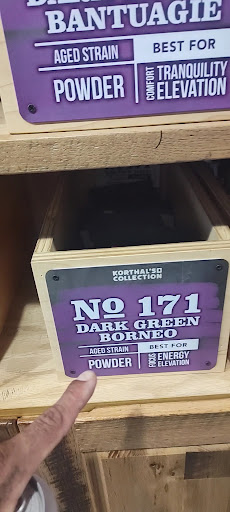 BANTUAGIE
AGED STRAIN
BEST FOR
POWDER
COMFORT
TRANQUILITY
ELEVATION
KORTHAL'S
COLLECTION
No 171
DARK GREEN
BORNEO
AGED STRAIN
BEST FOR
POWDER
FOCUS
ENERGY
ELEVATION